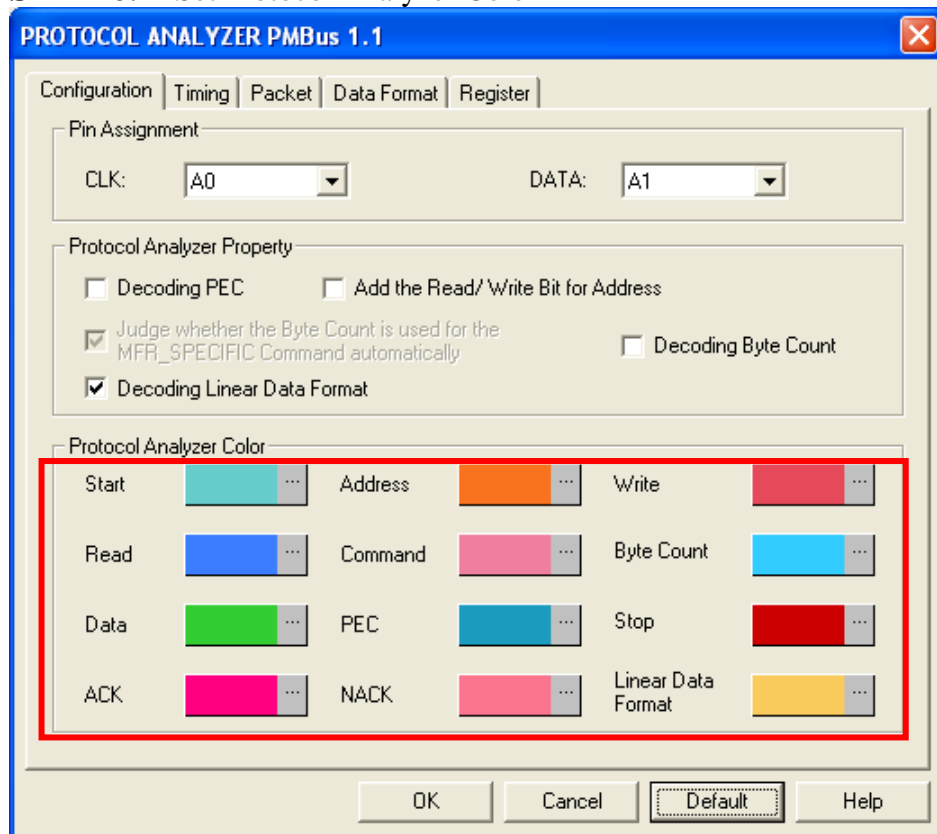 PROTOCOL ANALYZER PMBus 1.1
Configuration Timing Packet Data Format Register
Pin Assignment
CLK: A0 DATA: A1
Protocol Analyzer Property
Decoding PEC Add the Read/ Write Bit for Address
Judge whether the Byte Count is used for the
MFR_SPECIFIC Command automatically
Decoding Byte Count
Decoding Linear Data Format
Protocol Analyzer Color
Start ... Address ... Write ...
Read ... Command ... Byte Count ...
Data ... PEC ... Stop ...
ACK ... NACK ... Linear Data
Format ...
OK Cancel Default Help